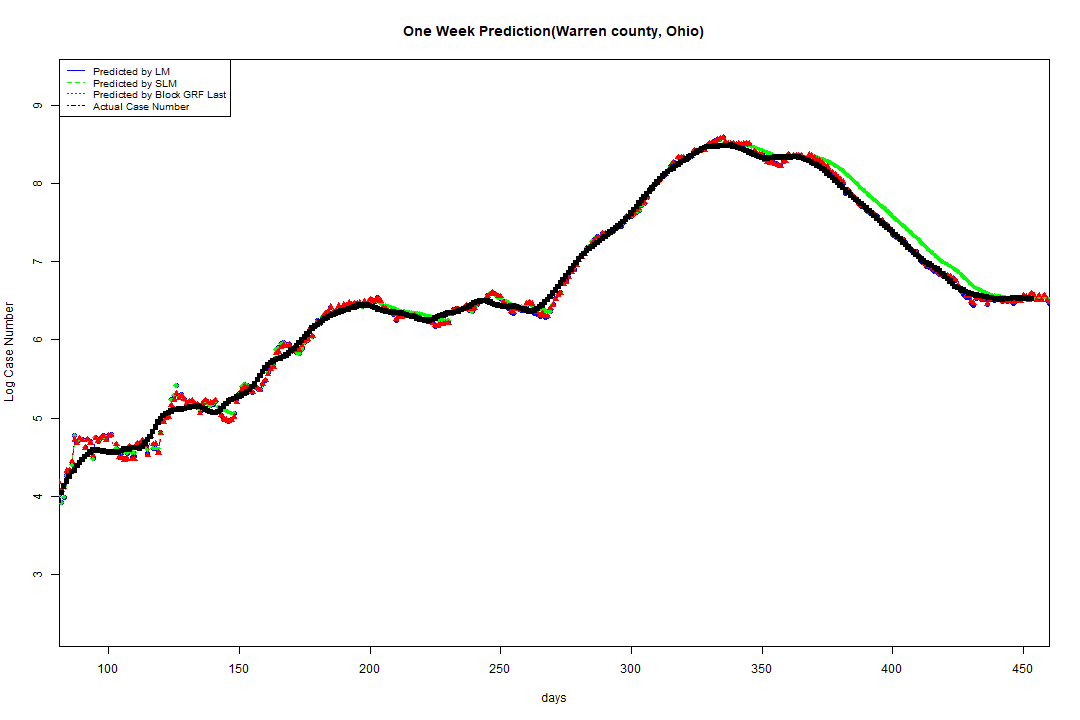 One Week Prediction(Warren county, Ohio)
Predicted by LM
Predicted by SLM
Predicted by Block GRF Last
Actual Case Number
9
8
7
6
5
4
3
Log Case Number
100 150 200 250 300 350 400 450
days